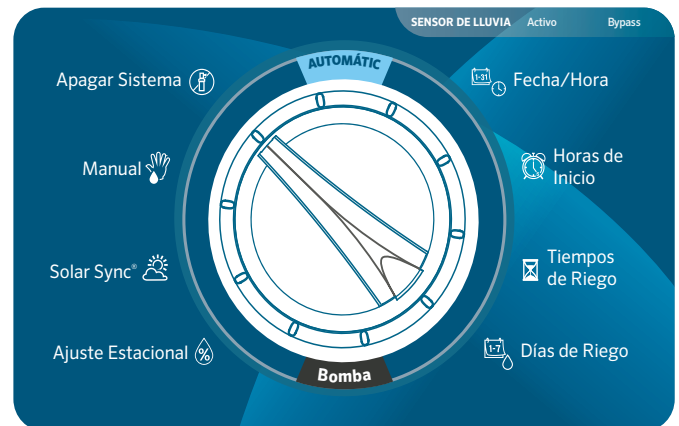 SENSOR DE LLUVIA Activo Bypass
AUTOMÁTIC
Apagar Sistema
1-31
Fecha/Hora
Manual
Horas de
Inicio
Solar Sync®
Tiempos
de Riego
Ajuste Estacional %
1-7
Días de Riego
Bomba